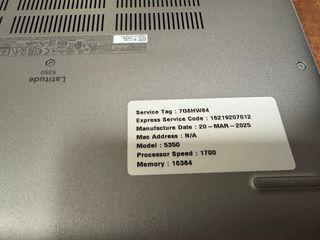 Latitude
5350
Service Tag : 7G8HW84
Express Service Code : 16219207012
Manufacture Date : 20-MAR-2025
Mac Address : N/A
Model : 5350
Processor Speed : 1700
Memory : 16384